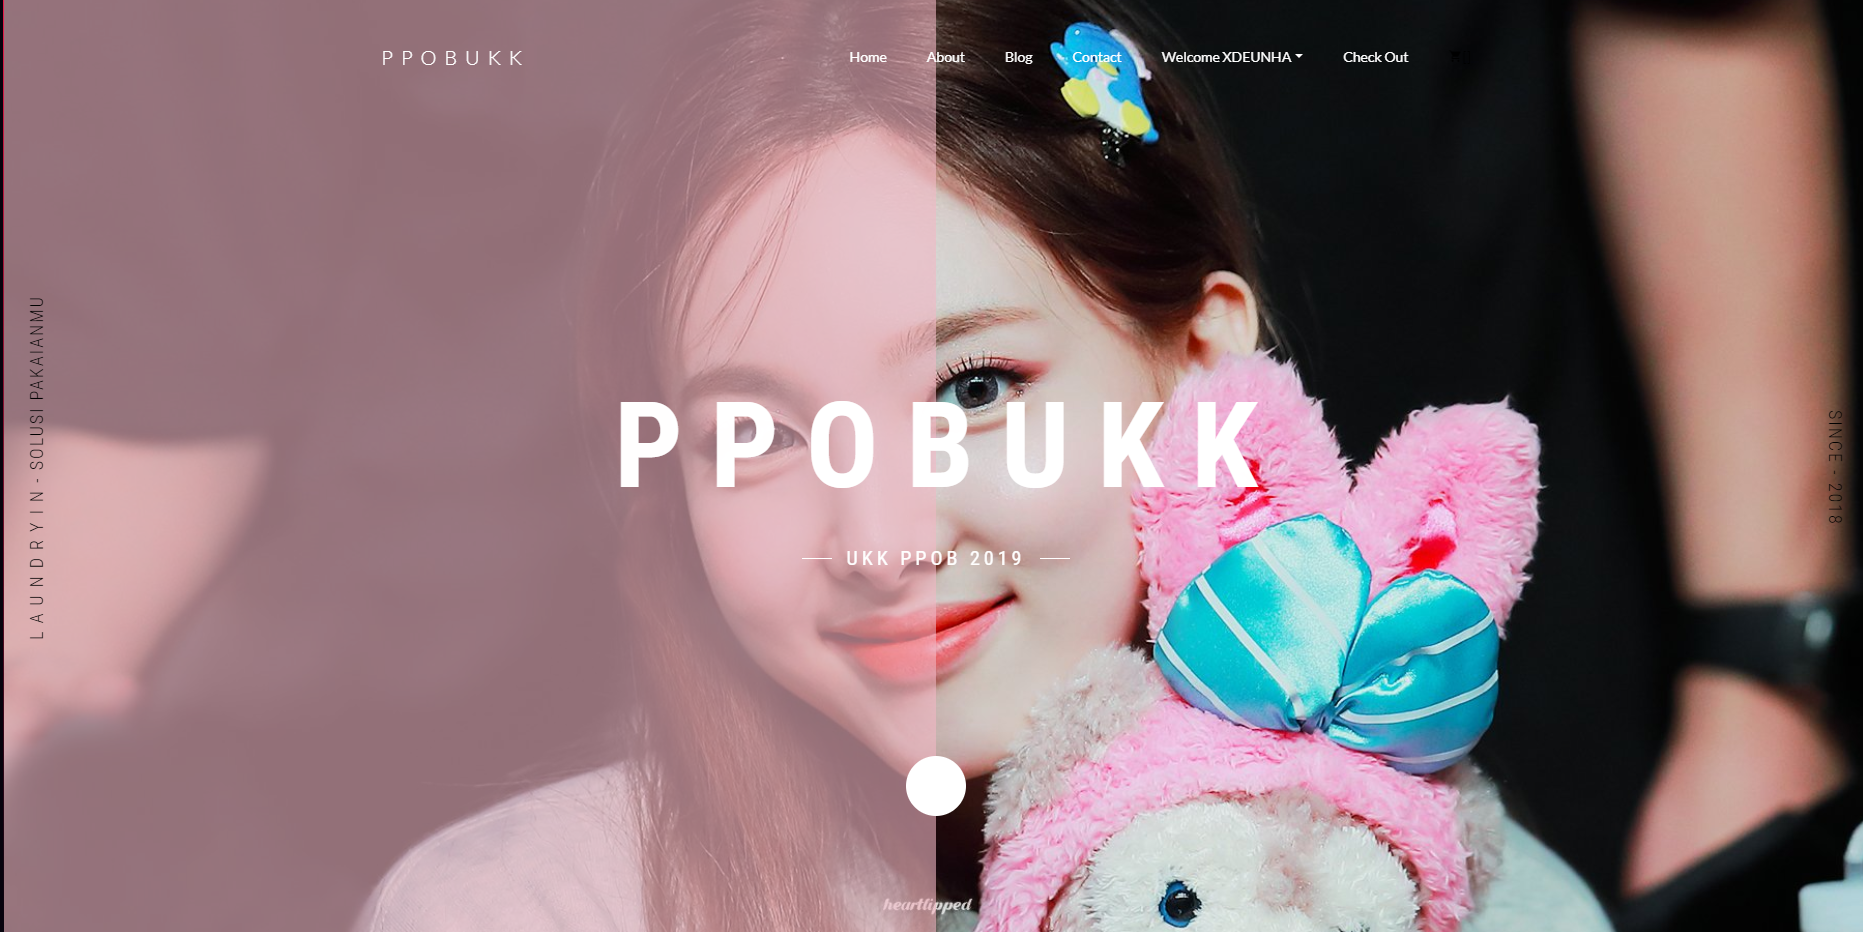 PPOBUKK
Home About Blog Contact Welcome XDEUNHA Check Out
LAUNDRYIN - SOLUSI PAKAIANMU
PPOBUKK
UKK PPOB 2019
SINCE - 2018
heartlipped